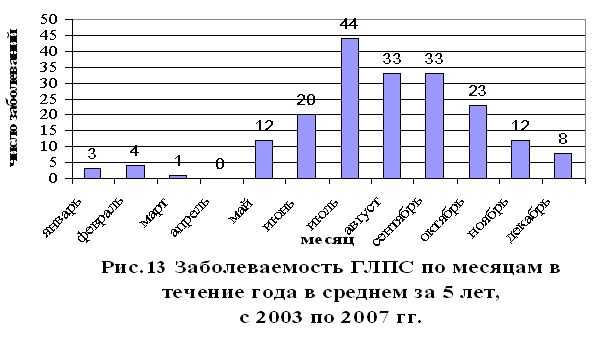 число заболеваний
50
45
40
35
30
25
20
15
10
5
0
3
4
1
0
12
20
44
33
33
23
12
8
январь
февраль
март
апрель
май
июнь
июль
август
сентябрь
октябрь
ноябрь
декабрь
месяц
Рис.13 Заболеваемость ГЛПС по месяцам в
течение года в среднем за 5 лет,
с 2003 по 2007 гг.